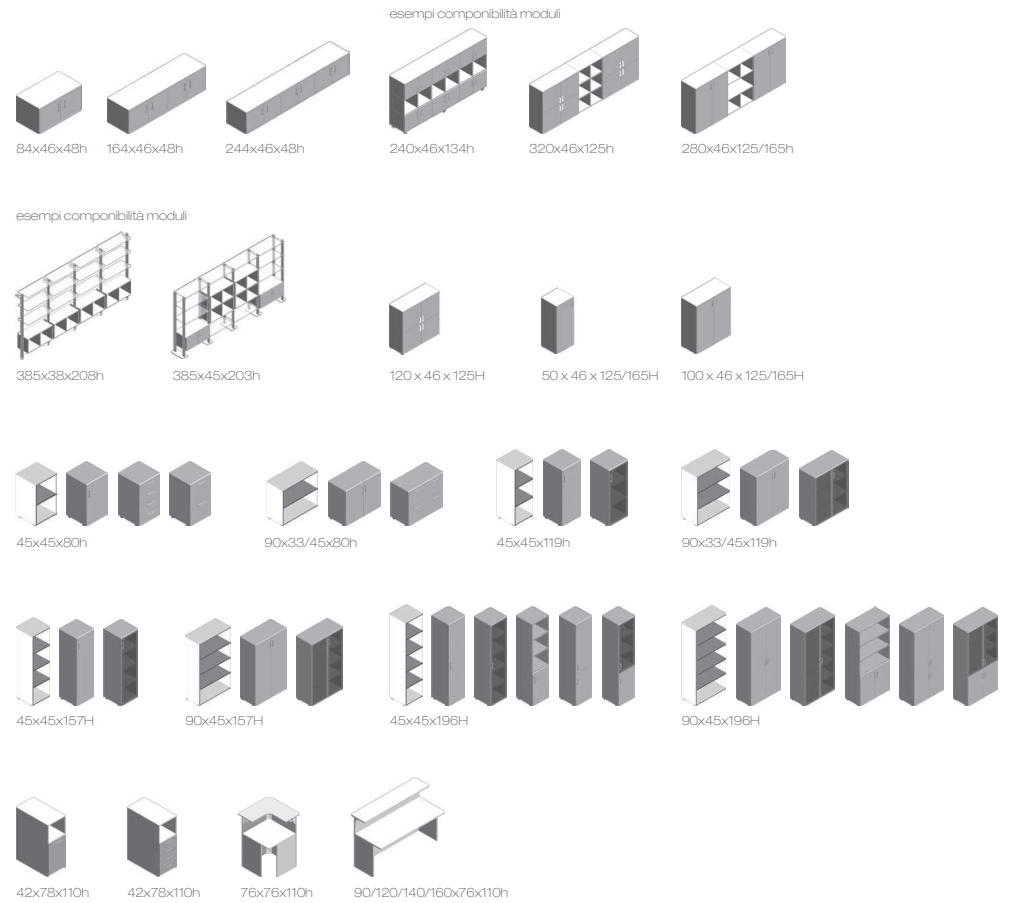 esempi componibilità moduli
84x46x48h
164x46x48h
244x46x48h
240x46x134h
320x46x125h
280x46x125/165h
esempi componibilità moduli
385x38x208h
385x45x203h
120 x 46 x 125H
50 x 46 x 125/165H
100 x 46 x 125/165H
45x45x80h
90x33/45x80h
45x45x119h
90x33/45x119h
45x45x157H
90x45x157H
45x45x196H
90x45x196H
42x78x110h
42x78x110h
76x76x110h
90/120/140/160x76x110h